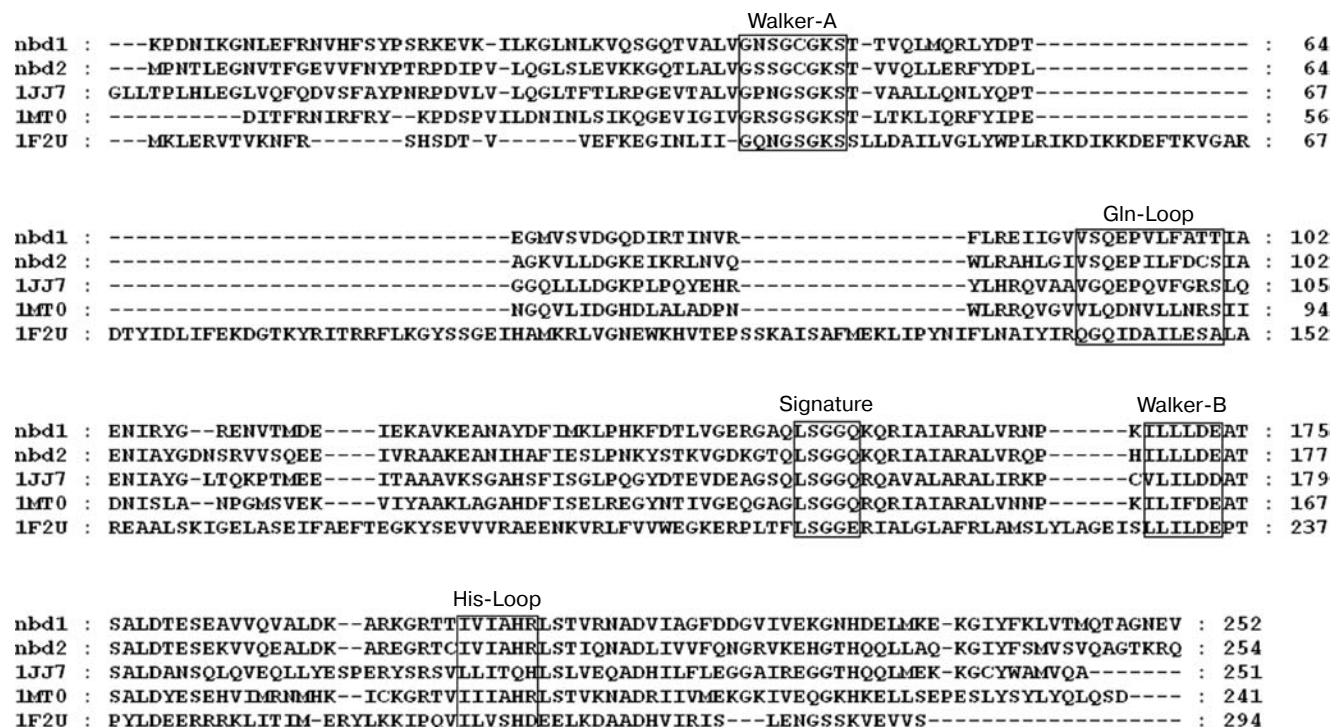 Walker-A
nbd1 : ---KPDNIKGNLEFRNVHFSYPSRKEVK-ILKGLNLKVQSGQTVALVGNSGCGKST-TVQLMQRLYDPT---------------- : 64
nbd2 : ---MPNTLEGNVTFGEVVFNYPTRPDIPV-LQGLSLEVKKGQTLALVGSSGCGKST-VVQLLERFYDPL---------------- : 64
1JJ7 : GLLTPLHLEGLVQFQDVSFAYPNRPDVLV-LQGLTFTLRPGEVTALVGPNGSGKST-VAALLQNLYQPT---------------- : 67
1MT0 : ---------DITFRNIRFRY--KPDSPVILDNINLSIKQGEVIGIVGRSGSGKST-LTKLIQRFYIPE---------------- : 56
1F2U : ---MKLERVTVKNFR-------SHSDT-V------VEFKEGINLII-GQNGSGKSSLLDAILVGLYWPLRIKDIKKDEFTKVGAR : 67
Gln-Loop
nbd1 : ------------------------------EGMVSVDGQDIRTINVR-----------------FLREIIGVVSQEPVLFATTIA : 102
nbd2 : ------------------------------AGKVLLDGKEIKRLNVQ-----------------WLRAHLGIVSQEPILFDCSIA : 102
1JJ7 : ------------------------------GGQLLLDGKPLPQYEHR-----------------YLHRQVAAVGQEPQVFGRSLQ : 105
1MT0 : ------------------------------NGQVLIDGHDLALADPN-----------------WLRRQVGVVLQDNVLLNRSII : 94
1F2U : DTYIDLIFEKDGTKYRITRRFLKGYSSGEIHAMKRLVGNEWKHVTEPSSKAISAFMEKLIPYNIFLNAIYIRQGQIDAILESALA : 152
Signature Walker-B
nbd1 : ENIRYG--RENVTMDE---IEKAVKEANAYDFIMKLPHKFDTLVGERGAQLSGGQKQRIAIARALVRNP------KILLLDEAT : 175
nbd2 : ENIAYGDNSRVVSQEE---IVRAAKEANIHAFIESLPNKYSTKVGDKGTQLSGGQKQRIAIARALVRQP------HILLLDEAT : 177
1JJ7 : ENIAYG-LTQKPTMEE---ITAAAVKSGAHSFISGLPQGYDTEVDEAGSQLSGGQRQAVALARALIRKP------CVLILDDAT : 179
1MT0 : DNISLA--NPGMSVEK---VIYAAKLAGAHDFISELREGYNTIVGEQGAGLSGGQRQRIAIARALVNNP------KILIFDEAT : 167
1F2U : REAALSKIGELASEIFAEFTEGKYSEVVVRAEENKVRLFVVWEGKERPLTFLSGGERIALGLAFRLAMSLYLAGEISLLILDEPT : 237
His-Loop
nbd1 : SALDTESEAVVQVALDK--ARKGRTTIVIAHRLSTVRNADVIAGFDDGVIVEKGNHDELMKE-KGIYFKLVTMQTAGNEV : 252
nbd2 : SALDTESEKVVQEALDK--AREGRTCIVIAHRLSTIQNADLIVVFQNGRVKEHGTHQQLLAQ-KGIYFSMVSVQAGTKRQ : 254
1JJ7 : SALDANSQLQVEQLLYESPERYSRSVLLITQHLSLVEQADHILFLEGGAIREGGTHQQLMEK-KGCYWAMVQA------- : 251
1MT0 : SALDYESEHVIMRNMHK--ICKGRTVIIIAHRLSTVKNADRIIVMEKGKIVEQGKHKELLSEPESLYSYLYQLQSD---- : 241
1F2U : PYLDEERRRKLITIM-ERYLKKIPQVILVSHDEELKDAADHVIRIS---LENGSSKVEVVS------------------- : 294